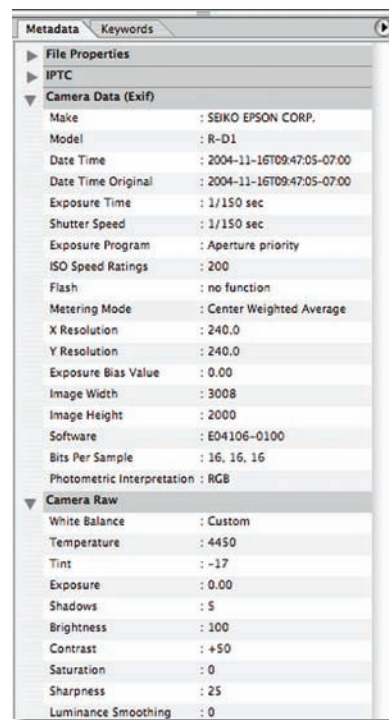 Metadata Keywords
File Properties
IPTC
Camera Data (Exif)
Make : SEIKO EPSON CORP.
Model : R-D1
Date Time : 2004-11-16T09:47:05-07:00
Date Time Original : 2004-11-16T09:47:05-07:00
Exposure Time : 1/150 sec
Shutter Speed : 1/150 sec
Exposure Program : Aperture priority
ISO Speed Ratings : 200
Flash : no function
Metering Mode : Center Weighted Average
X Resolution : 240.0
Y Resolution : 240.0
Exposure Bias Value : 0.00
Image Width : 3008
Image Height : 2000
Software : E04106-0100
Bits Per Sample : 16, 16, 16
Photometric Interpretation : RGB
Camera Raw
White Balance : Custom
Temperature : 4450
Tint : -17
Exposure : 0.00
Shadows : 5
Brightness : 100
Contrast : +50
Saturation : 0
Sharpness : 25
Luminance Smoothing : 0